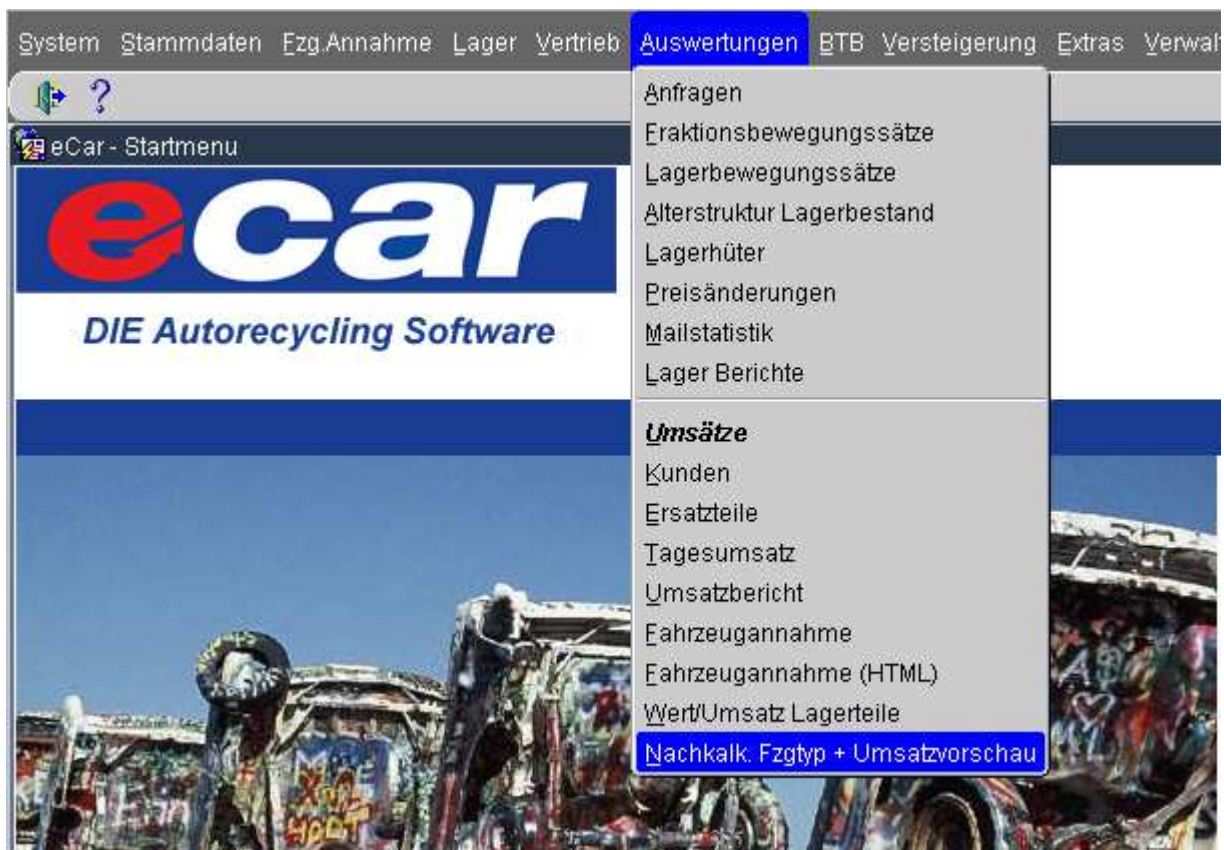 System Stammdaten Fzg.Annahme Lager Vertrieb Auswertungen BTB Versteigerung Extras
eCar - Startmenu
ecar
DIE Autorecycling Software
Anfragen
Fraktionsbewegungssätze
Lagerbewegungssätze
Alterstruktur Lagerbestand
Lagerhüter
Preisänderungen
Mailstatistik
Lager Berichte
Umsätze
Kunden
Ersatzteile
Tagesumsatz
Umsatzbericht
Fahrzeugannahme
Fahrzeugannahme (HTML)
Wert/Umsatz Lagerteile
Nachkalk. Fzgtyp + Umsatzvorschau